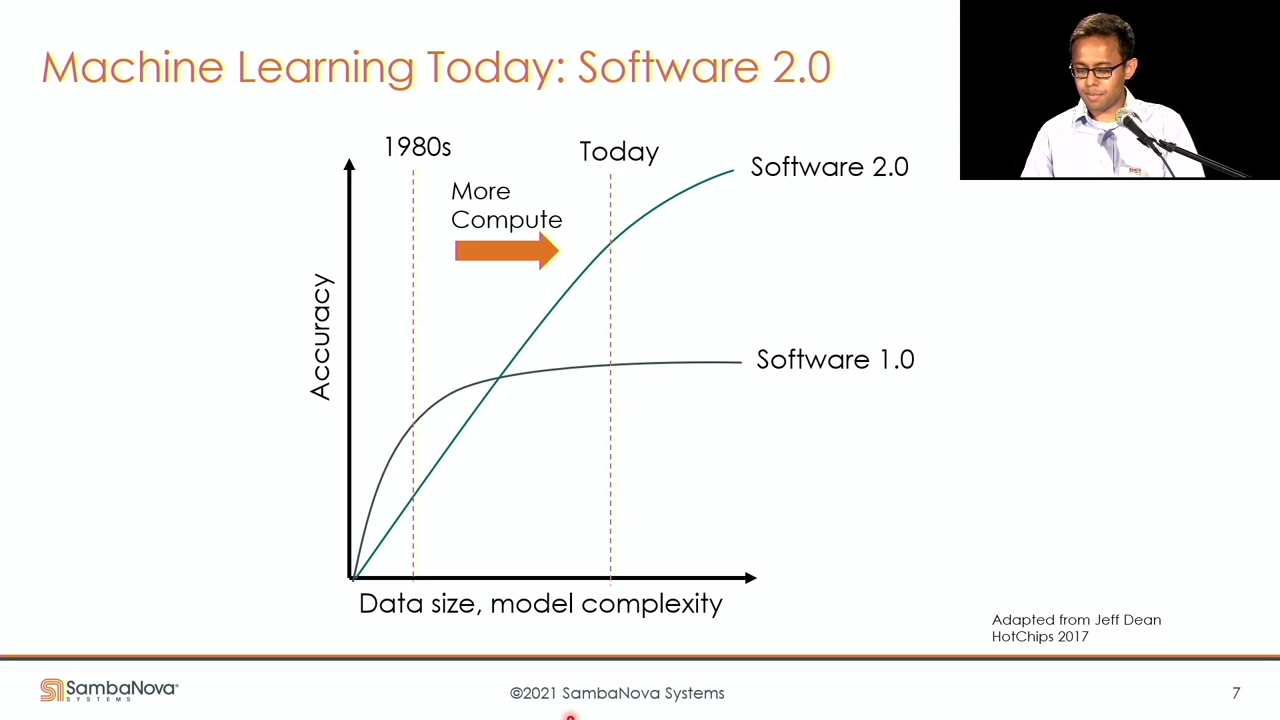 Machine Learning Today: Software 2.0
1980s
Today
More
Compute
Software 2.0
Software 1.0
Accuracy
Data size, model complexity
Adapted from Jeff Dean
HotChips 2017
SambaNova
SYSTEMS
©2021 SambaNova Systems
7